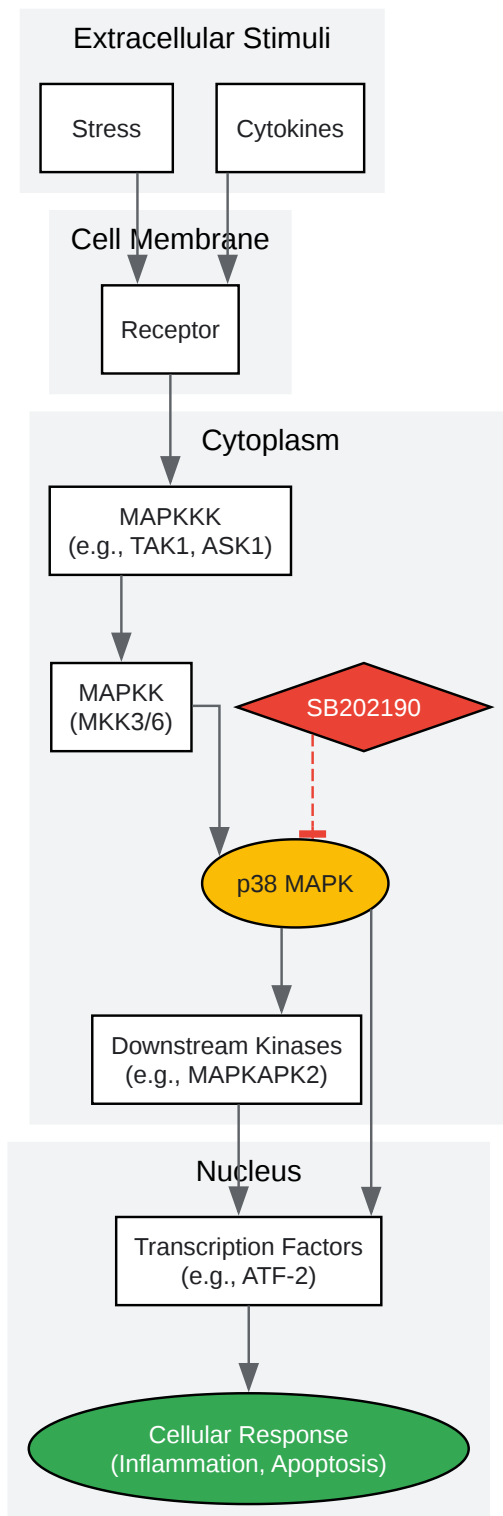 Extracellular Stimuli
Stress
Cytokines
Cell Membrane
Receptor
Cytoplasm
MAPKKK
(e.g., TAK1, ASK1)
MAPKK
(MKK3/6)
SB202190
p38 MAPK
Downstream Kinases
(e.g., MAPKAPK2)
Nucleus
Transcription Factors
(e.g., ATF-2)
Cellular Response
(Inflammation, Apoptosis)